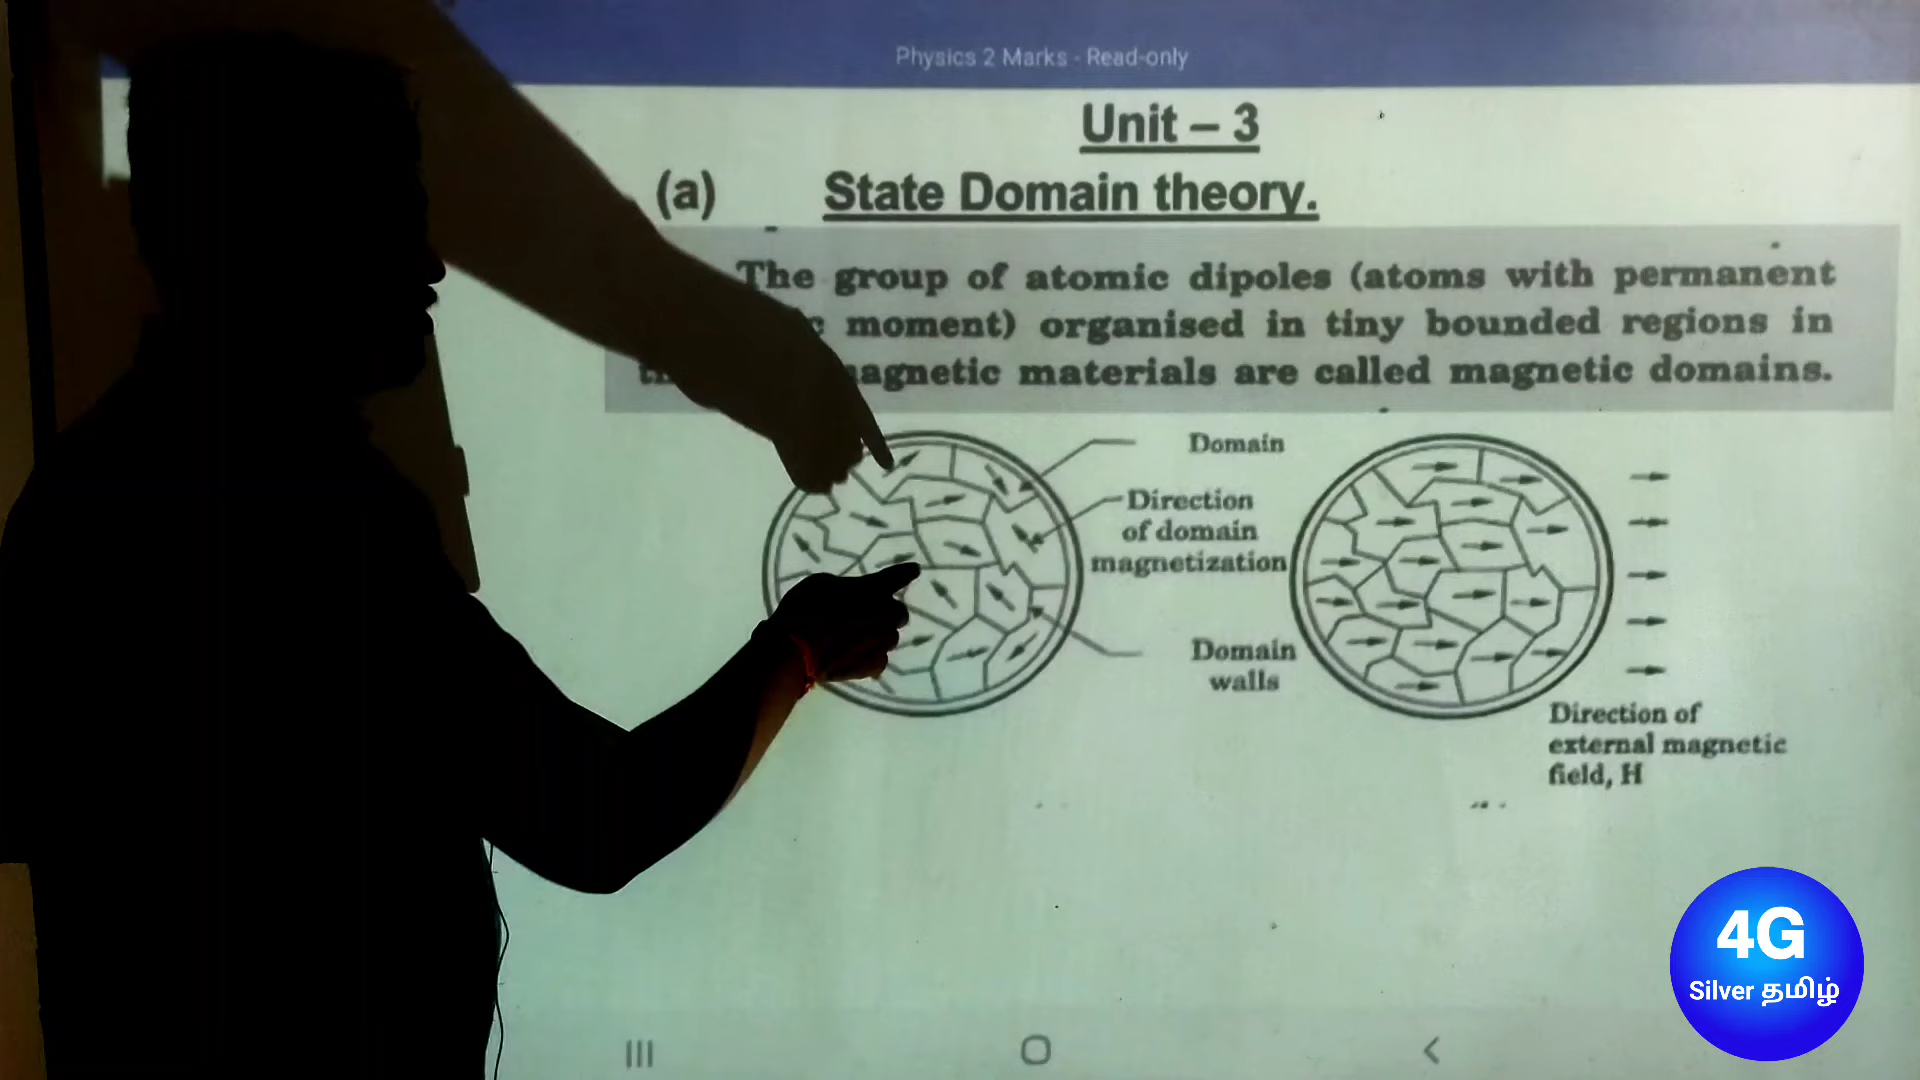 Physics 2 Marks - Read-only
Unit – 3
(a) State Domain theory.
The group of atomic dipoles (atoms with permanent
moment) organised in tiny bounded regions in
magnetic materials are called magnetic domains.
Domain
Direction
of domain
magnetization
Domain
walls
Direction of
external magnetic
field, H
4G
Silver தமிழ்